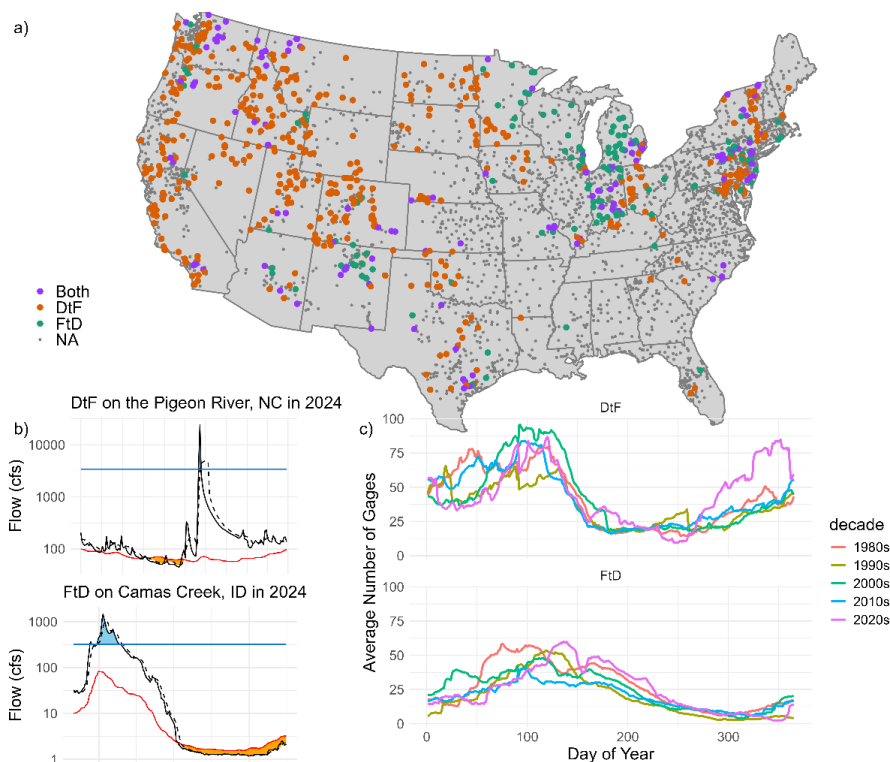 a)
Both
DtF
FtD
NA
DtF on the Pigeon River, NC in 2024
b)
Flow (cfs)
10000
1000
100
FtD on Camas Creek, ID in 2024
Flow (cfs)
1000
100
10
1
c)
DtF
Average Number of Gages
100
75
50
25
0
FtD
100
75
50
25
0
0
100
200
300
Day of Year
decade
1980s
1990s
2000s
2010s
2020s